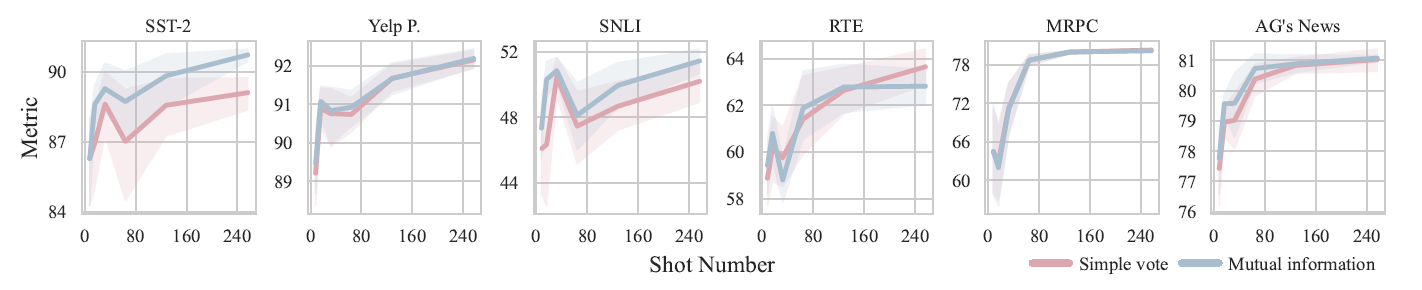 SST-2 Yelp P. SNLI RTE MRPC AG's News
Metric
90
87
84
0 80 160 240
92
91
90
89
0 80 160 240
52
48
44
0 80 160 240
64
62
60
58
0 80 160 240
78
72
66
60
0 80 160 240
81
80
79
78
77
76
0 80 160 240
Shot Number
Simple vote Mutual information